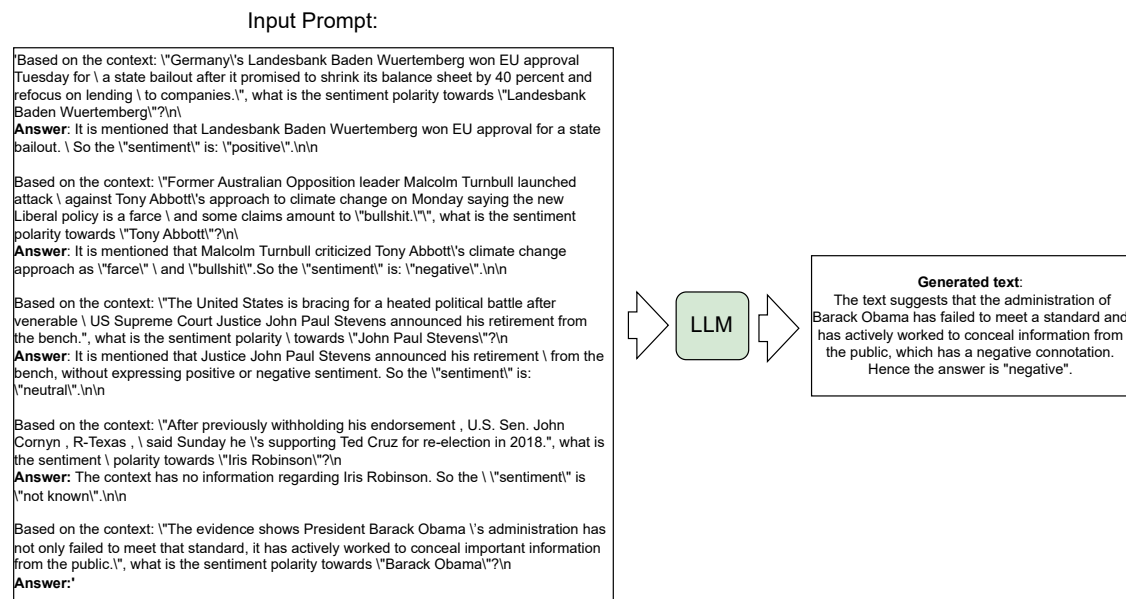 Input Prompt:
'Based on the context: \"Germany\'s Landesbank Baden Wuertemberg won EU approval
Tuesday for \ a state bailout after it promised to shrink its balance sheet by 40 percent and
refocus on lending \ to companies.\", what is the sentiment polarity towards \"Landesbank
Baden Wuertemberg\"?\n\
Answer: It is mentioned that Landesbank Baden Wuertemberg won EU approval for a state
bailout. \ So the \"sentiment\" is: \"positive\".\n\n
Based on the context: \"Former Australian Opposition leader Malcolm Turnbull launched
attack \ against Tony Abbott\'s approach to climate change on Monday saying the new
Liberal policy is a farce \ and some claims amount to \"bullshit.\"\", what is the sentiment
polarity towards \"Tony Abbott\"?\n\
Answer: It is mentioned that Malcolm Turnbull criticized Tony Abbott\'s climate change
approach as \"farce\" \ and \"bullshit\".So the \"sentiment\" is: \"negative\".\n\n
Based on the context: \"The United States is bracing for a heated political battle after
venerable \ US Supreme Court Justice John Paul Stevens announced his retirement from
the bench.", what is the sentiment polarity \ towards \"John Paul Stevens\"?\n
Answer: It is mentioned that Justice John Paul Stevens announced his retirement \ from the
bench, without expressing positive or negative sentiment. So the \"sentiment\" is:
\"neutral\".\n\n
Based on the context: \"After previously withholding his endorsement , U.S. Sen. John
Cornyn , R-Texas , \ said Sunday he \'s supporting Ted Cruz for re-election in 2018.", what is
the sentiment \ polarity towards \"Iris Robinson\"?\n
Answer: The context has no information regarding Iris Robinson. So the \ \"sentiment\" is
\"not known\".\n\n
Based on the context: \"The evidence shows President Barack Obama \'s administration has
not only failed to meet that standard, it has actively worked to conceal important information
from the public.\", what is the sentiment polarity towards \"Barack Obama\"?\n
Answer:'
LLM
Generated text:
The text suggests that the administration of
Barack Obama has failed to meet a standard and
has actively worked to conceal information from
the public, which has a negative connotation.
Hence the answer is "negative".